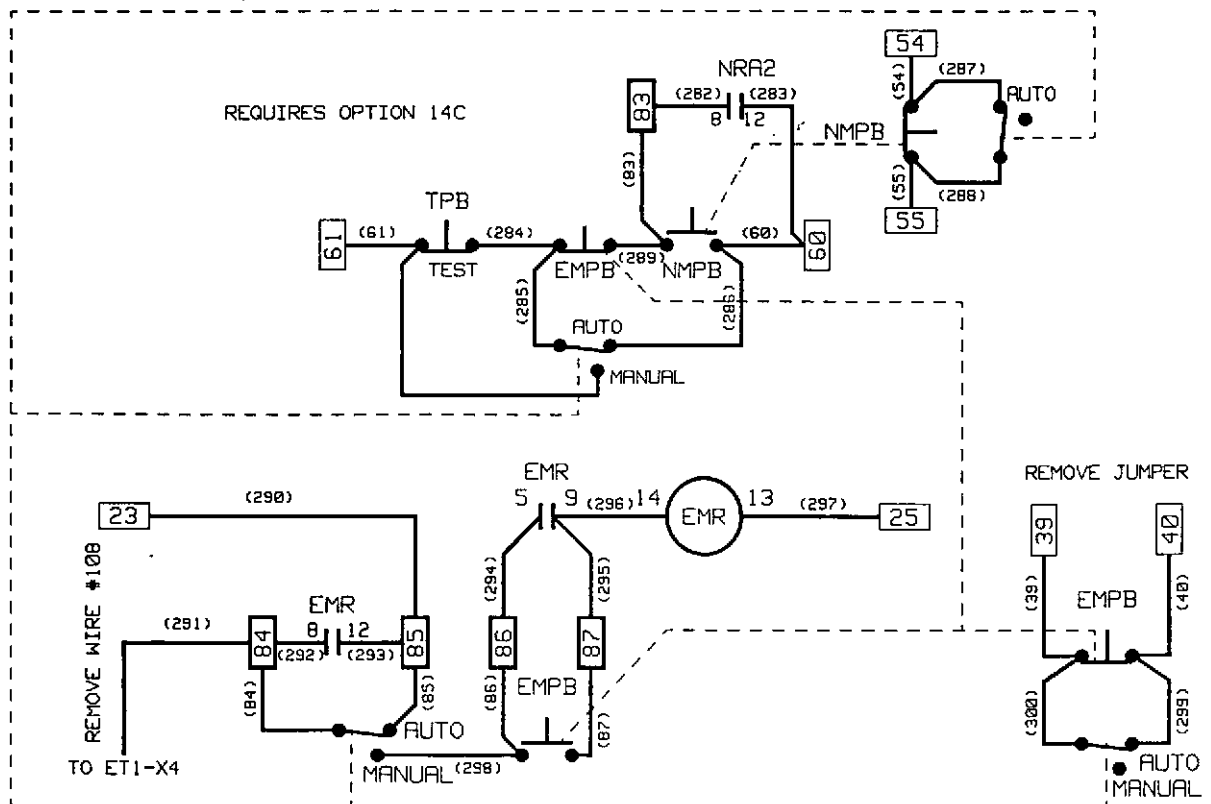 54
(54)
(287)
NRA2
(282)
(283)
AUTO
83
8
12
REQUIRES OPTION 14C
NMPB
(83)
(55)
(288)
TPB
55
61
(61)
(284)
(60)
60
TEST
EMPB
(289)
NMPB
(285)
(286)
AUTO
MANUAL
EMR
REMOVE JUMPER
(290)
5
9
(296)
14
EMR
13
(297)
23
25
39
40
REMOVE WIRE #108
(294)
(295)
(39)
(40)
(291)
EMR
EMPB
84
8
12
85
86
87
(292)
(293)
EMPB
(84)
(85)
(86)
(87)
(300)
(299)
AUTO
TO ET1-X4
MANUAL
(298)
AUTO
MANUAL